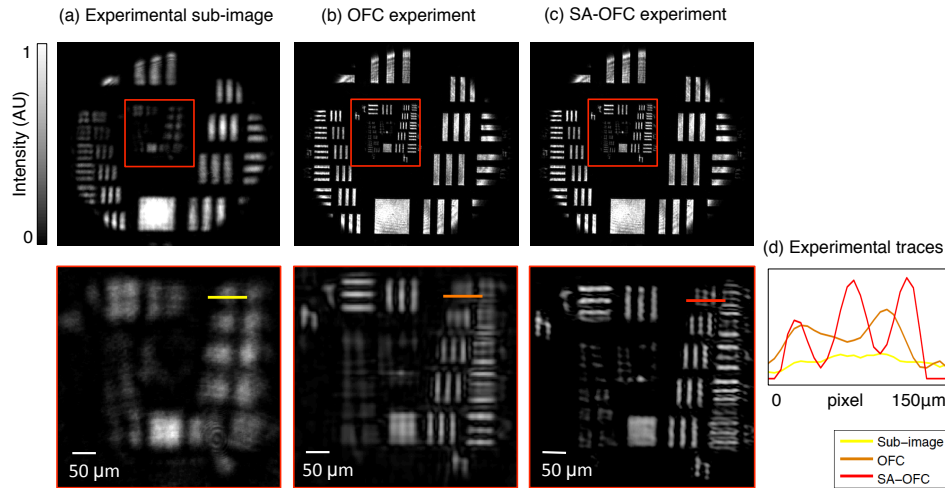 (a) Experimental sub-image
(b) OFC experiment
(c) SA-OFC experiment
1
Intensity (AU)
0
50 μm
50 μm
50 μm
(d) Experimental traces
0 pixel 150μm
Sub-image
OFC
SA-OFC